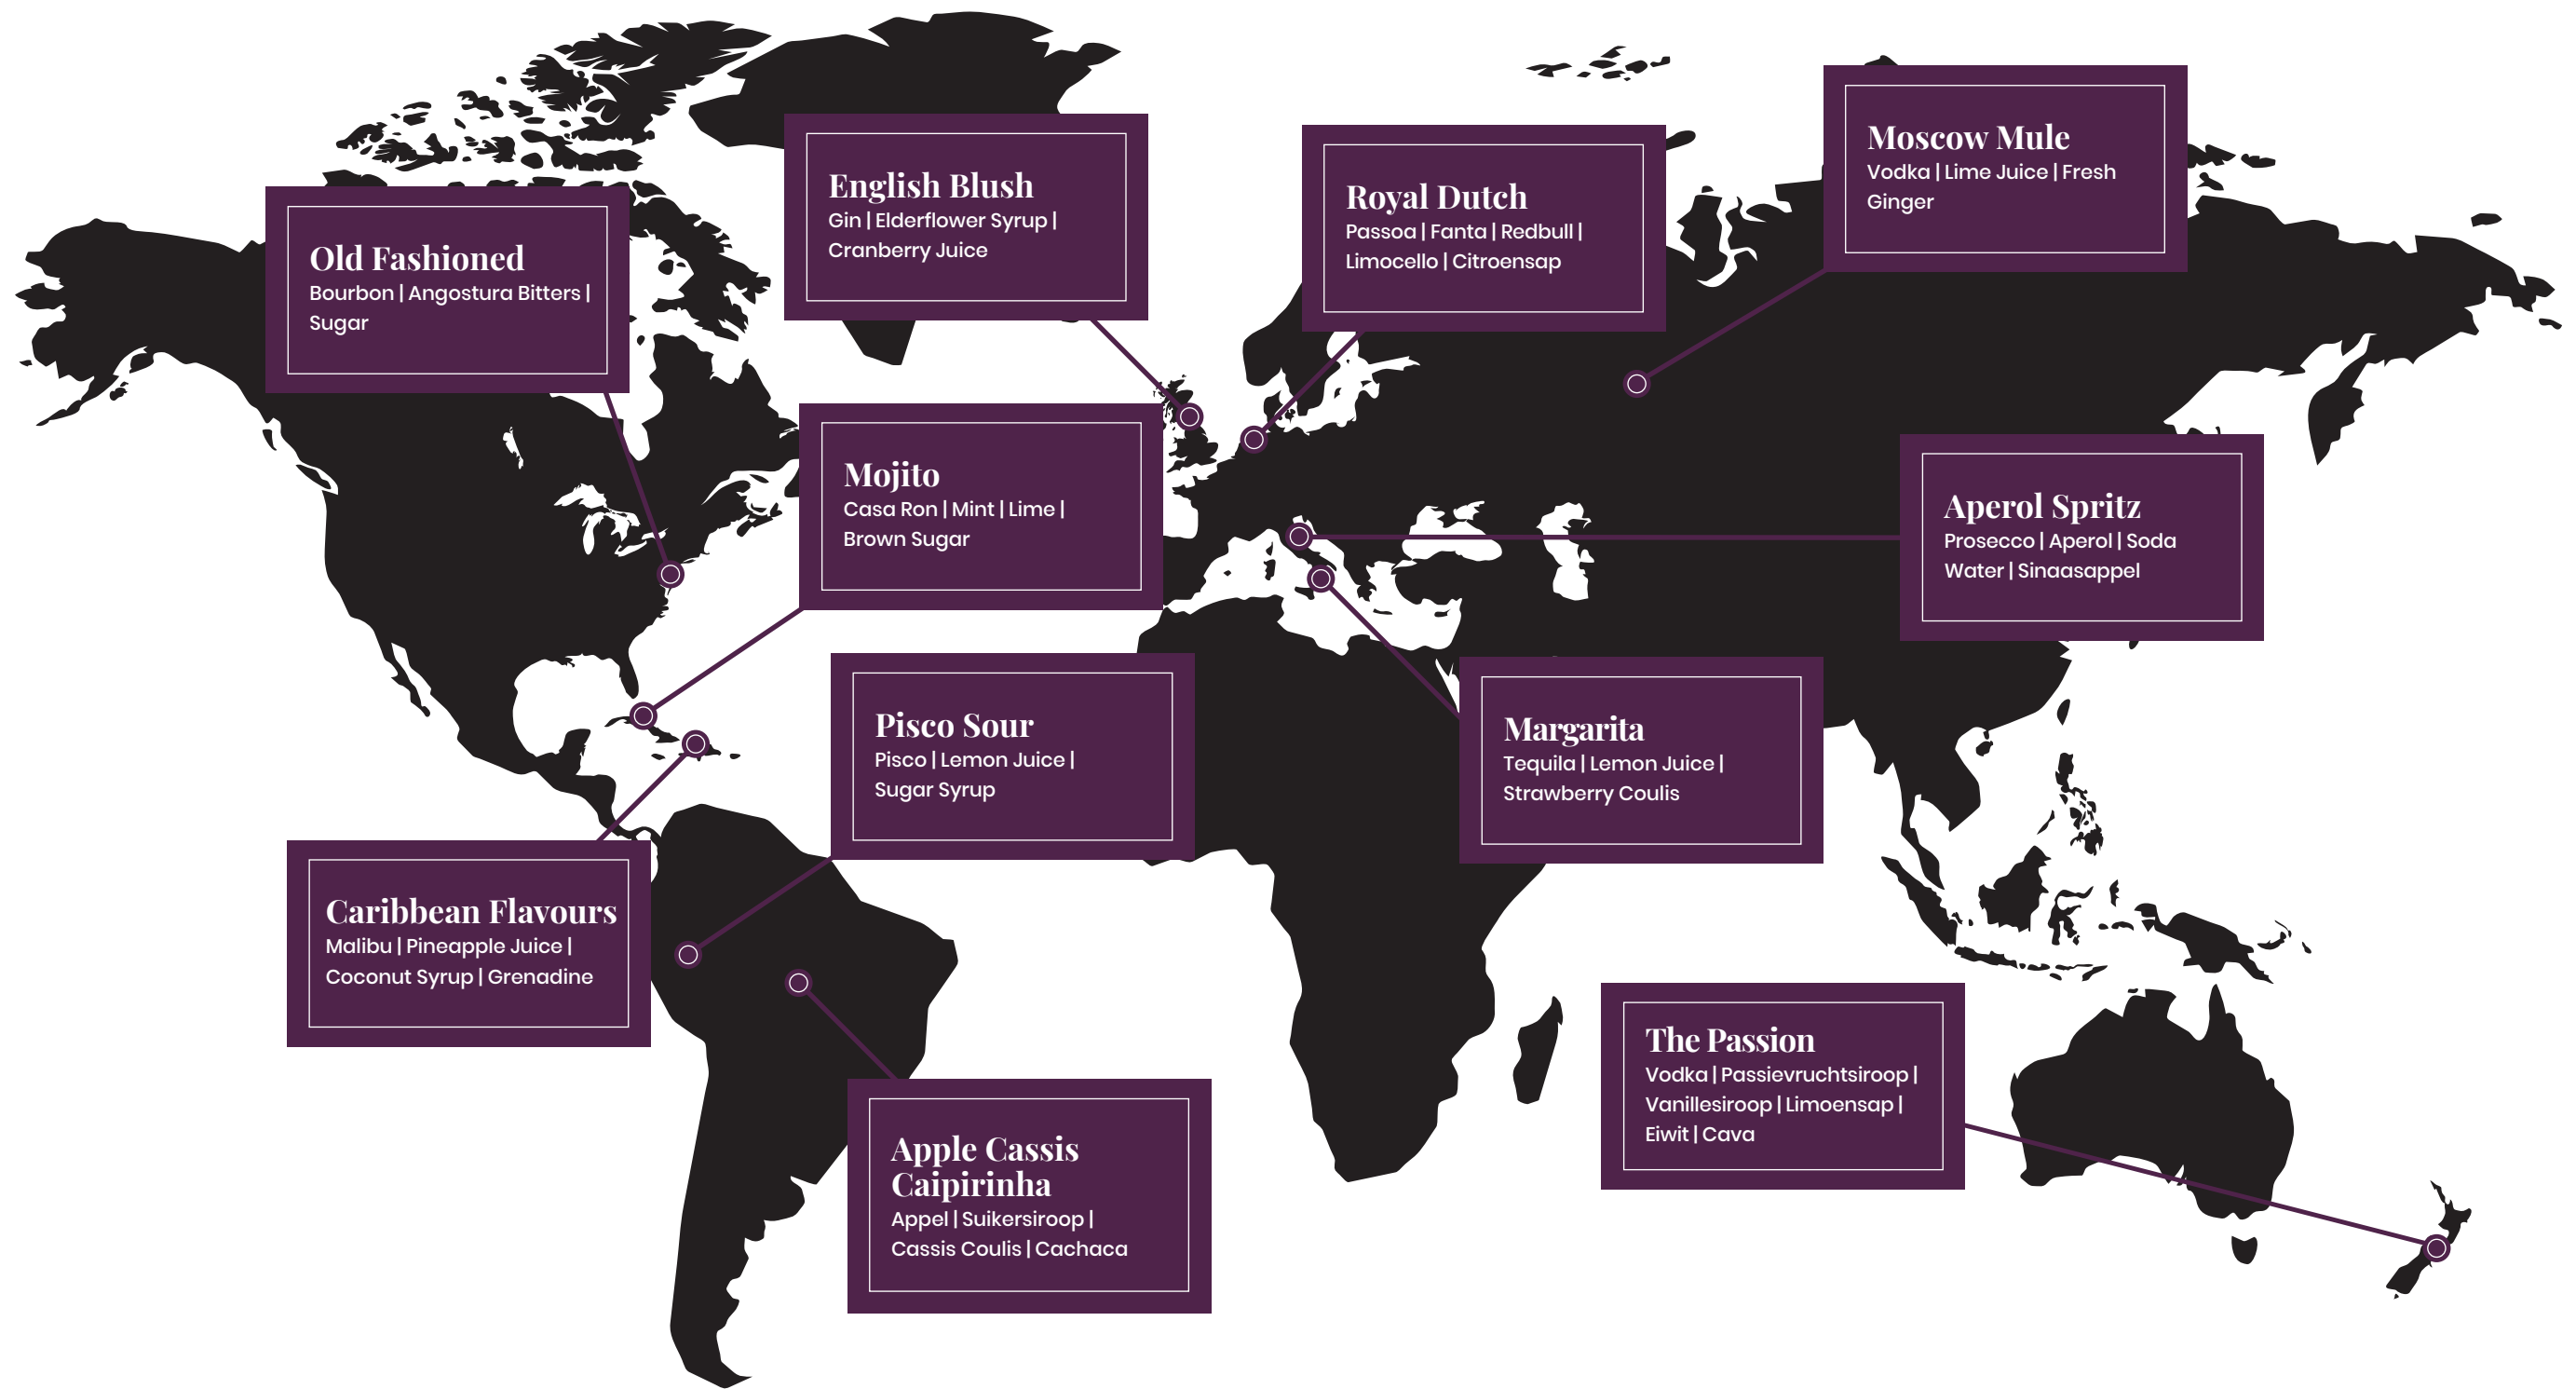 Moscow Mule
Vodka | Lime Juice | Fresh
Ginger
English Blush
Gin | Elderflower Syrup |
Cranberry Juice
Royal Dutch
Passoa | Fanta | Redbull |
Limocello | Citroensap
Old Fashioned
Bourbon | Angostura Bitters |
Sugar
Mojito
Casa Ron | Mint | Lime |
Brown Sugar
Aperol Spritz
Prosecco | Aperol | Soda
Water | Sinaasappel
Pisco Sour
Pisco | Lemon Juice |
Sugar Syrup
Margarita
Tequila | Lemon Juice |
Strawberry Coulis
Caribbean Flavours
Malibu | Pineapple Juice |
Coconut Syrup | Grenadine
The Passion
Vodka | Passievruchtsiroop |
Vanillesiroop | Limoensap |
Eiwit | Cava
Apple Cassis
Caipirinha
Appel | Suikersiroop |
Cassis Coulis | Cachaca